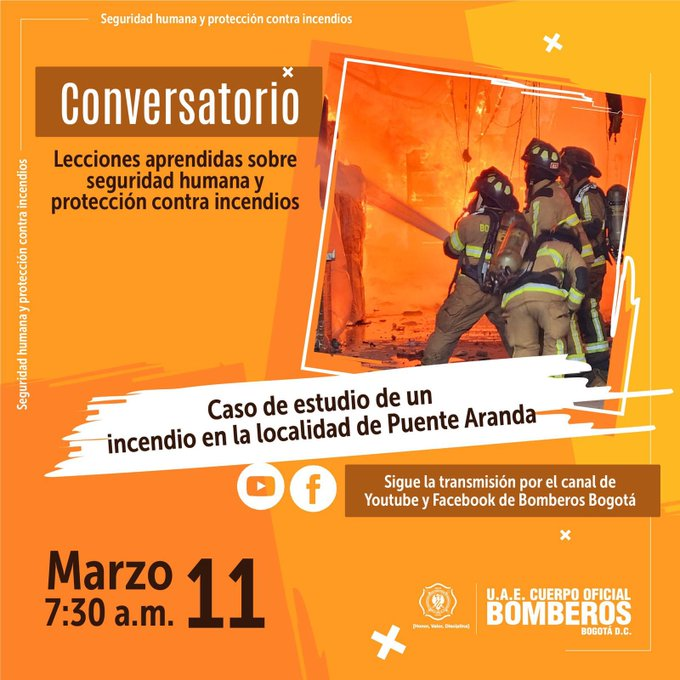 Seguridad humana y protección contra incendios
Seguridad humana y protección contra incendios
Conversatorio
Lecciones aprendidas sobre
seguridad humana y
protección contra incendios
BO
Caso de estudio de un
incendio en la localidad de Puente Aranda
Sigue la transmisión por el canal de
Youtube y Facebook de Bomberos Bogotá
Marzo 11
7:30 a.m.
(Honor, Valor, Disciplina)
U.A.E. CUERPO OFICIAL
BOMBEROS
BOGOTÁ D.C.